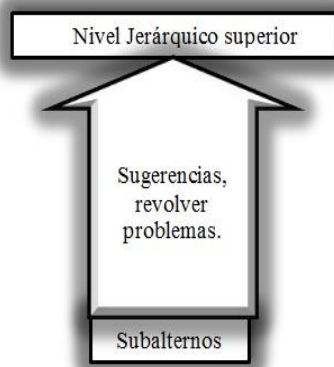 Nivel Jerárquico superior
Sugerencias,
revolver
problemas.
Subalternos